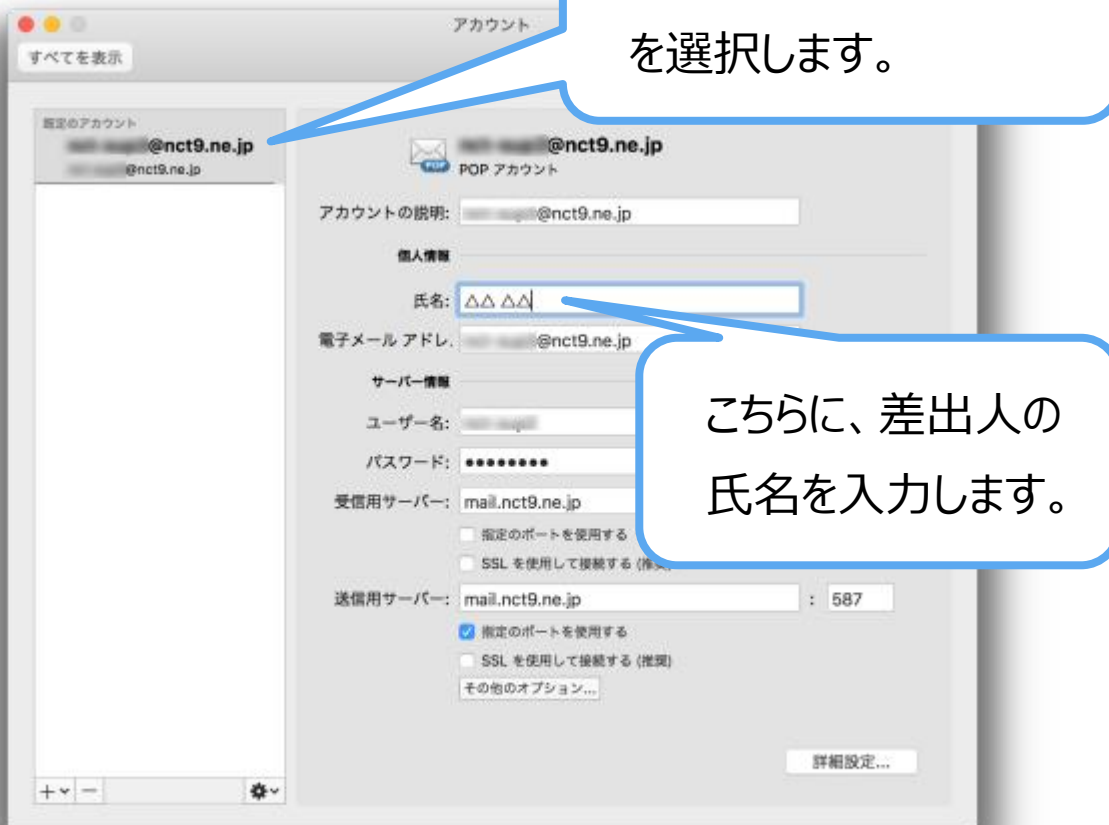 アカウント
を選択します。
すべてを表示
既定のアカウント
@nct9.ne.jp
@nct9.ne.jp
@nct9.ne.jp
POP
POP アカウント
アカウントの説明: @nct9.ne.jp
個人情報
氏名: △△ △△
電子メール アドレ. @nct9.ne.jp
サーバー情報
こちらに、差出人の
氏名を入力します。
ユーザー名:
パスワード: ●●●●●●●●
受信用サーバー: mail.nct9.ne.jp
指定のポートを使用する
SSL を使用して接続する (推
送信用サーバー: mail.nct9.ne.jp : 587
指定のポートを使用する
SSL を使用して接続する (推奨)
その他のオプション...
詳細設定...